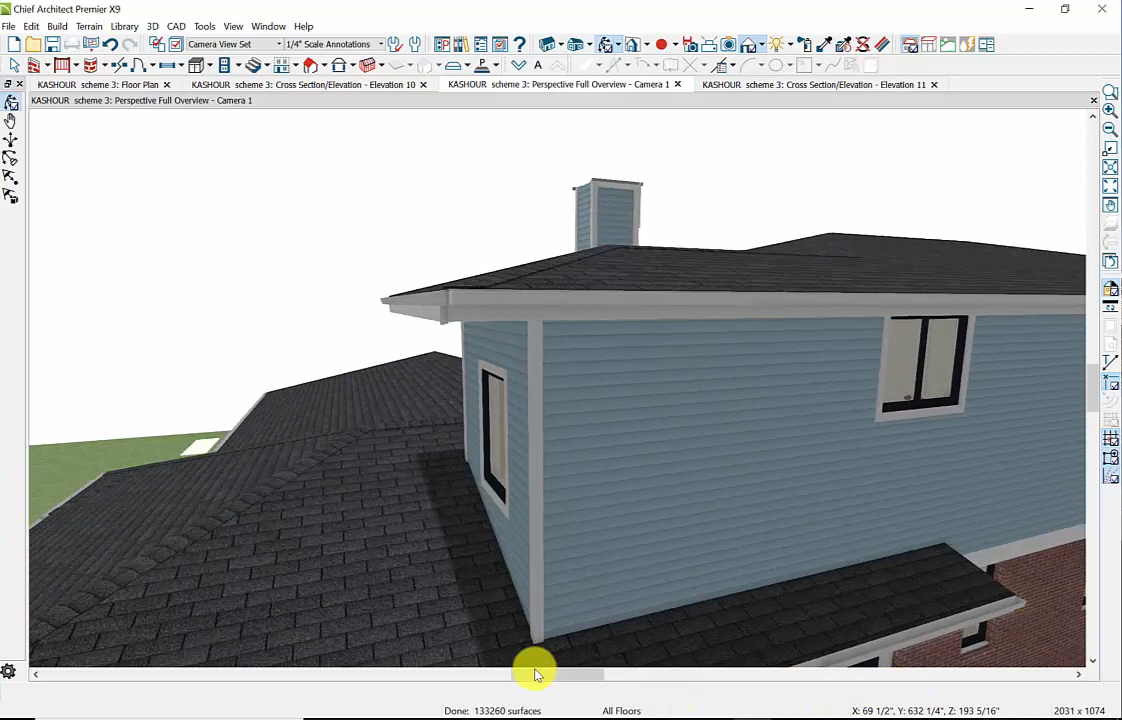 Chief Architect Premier X9
File Edit Build Terrain Library 3D CAD Tools View Window Help
Camera View Set 1/4" Scale Annotations
KASHOUR scheme 3: Floor Plan KASHOUR scheme 3: Cross Section/Elevation - Elevation 10 KASHOUR scheme 3: Perspective Full Overview - Camera 1 KASHOUR scheme 3: Cross Section/Elevation - Elevation 11
KASHOUR scheme 3: Perspective Full Overview - Camera 1
Done: 133260 surfaces All Floors X: 69 1/2", Y: 632 1/4", Z: 193 5/16" 2031 x 1074